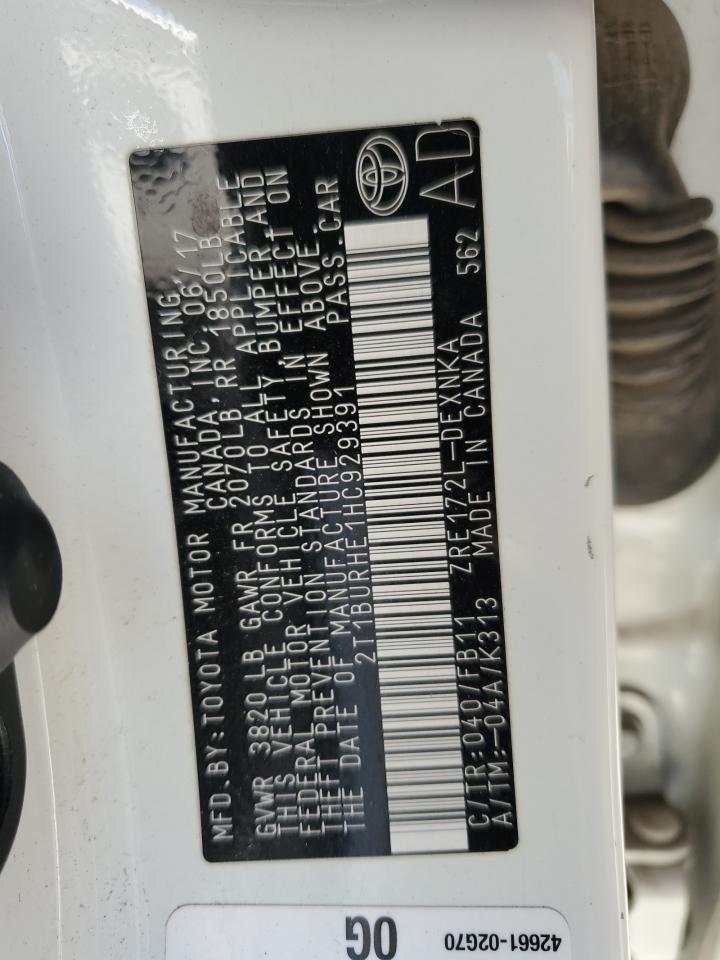 MFD.BY:TOYOTA MOTOR MANUFACTURING
CANADA,INC.06/17
GVWR 3820 LB GAWR FR 2070LB,RR 1850LB
THIS VEHICLE CONFORMS TO ALL APPLICABLE
FEDERAL MOTOR VEHICLE SAFETY,BUMPER,AND
THEFT PREVENTION STANDARDS IN EFFECT ON
THE DATE OF MANUFACTURE SHOWN ABOVE.
2T1BURHE1HC929391 PASS.CAR
C/TR:040/FB11 ZRE172L-DEXNKA
A/TM:-04A/K313 MADE IN CANADA 562
AD
0G
42661-02G70